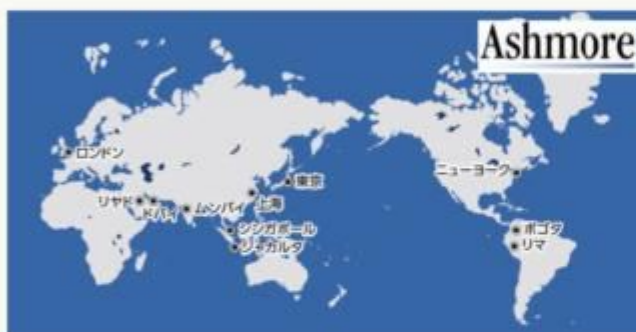 Ashmore
ロンドン
東京
ニューヨーク
リヤド
ドバイ
ムンバイ
上海
シンガポール
ジャカルタ
ボゴタ
リマ